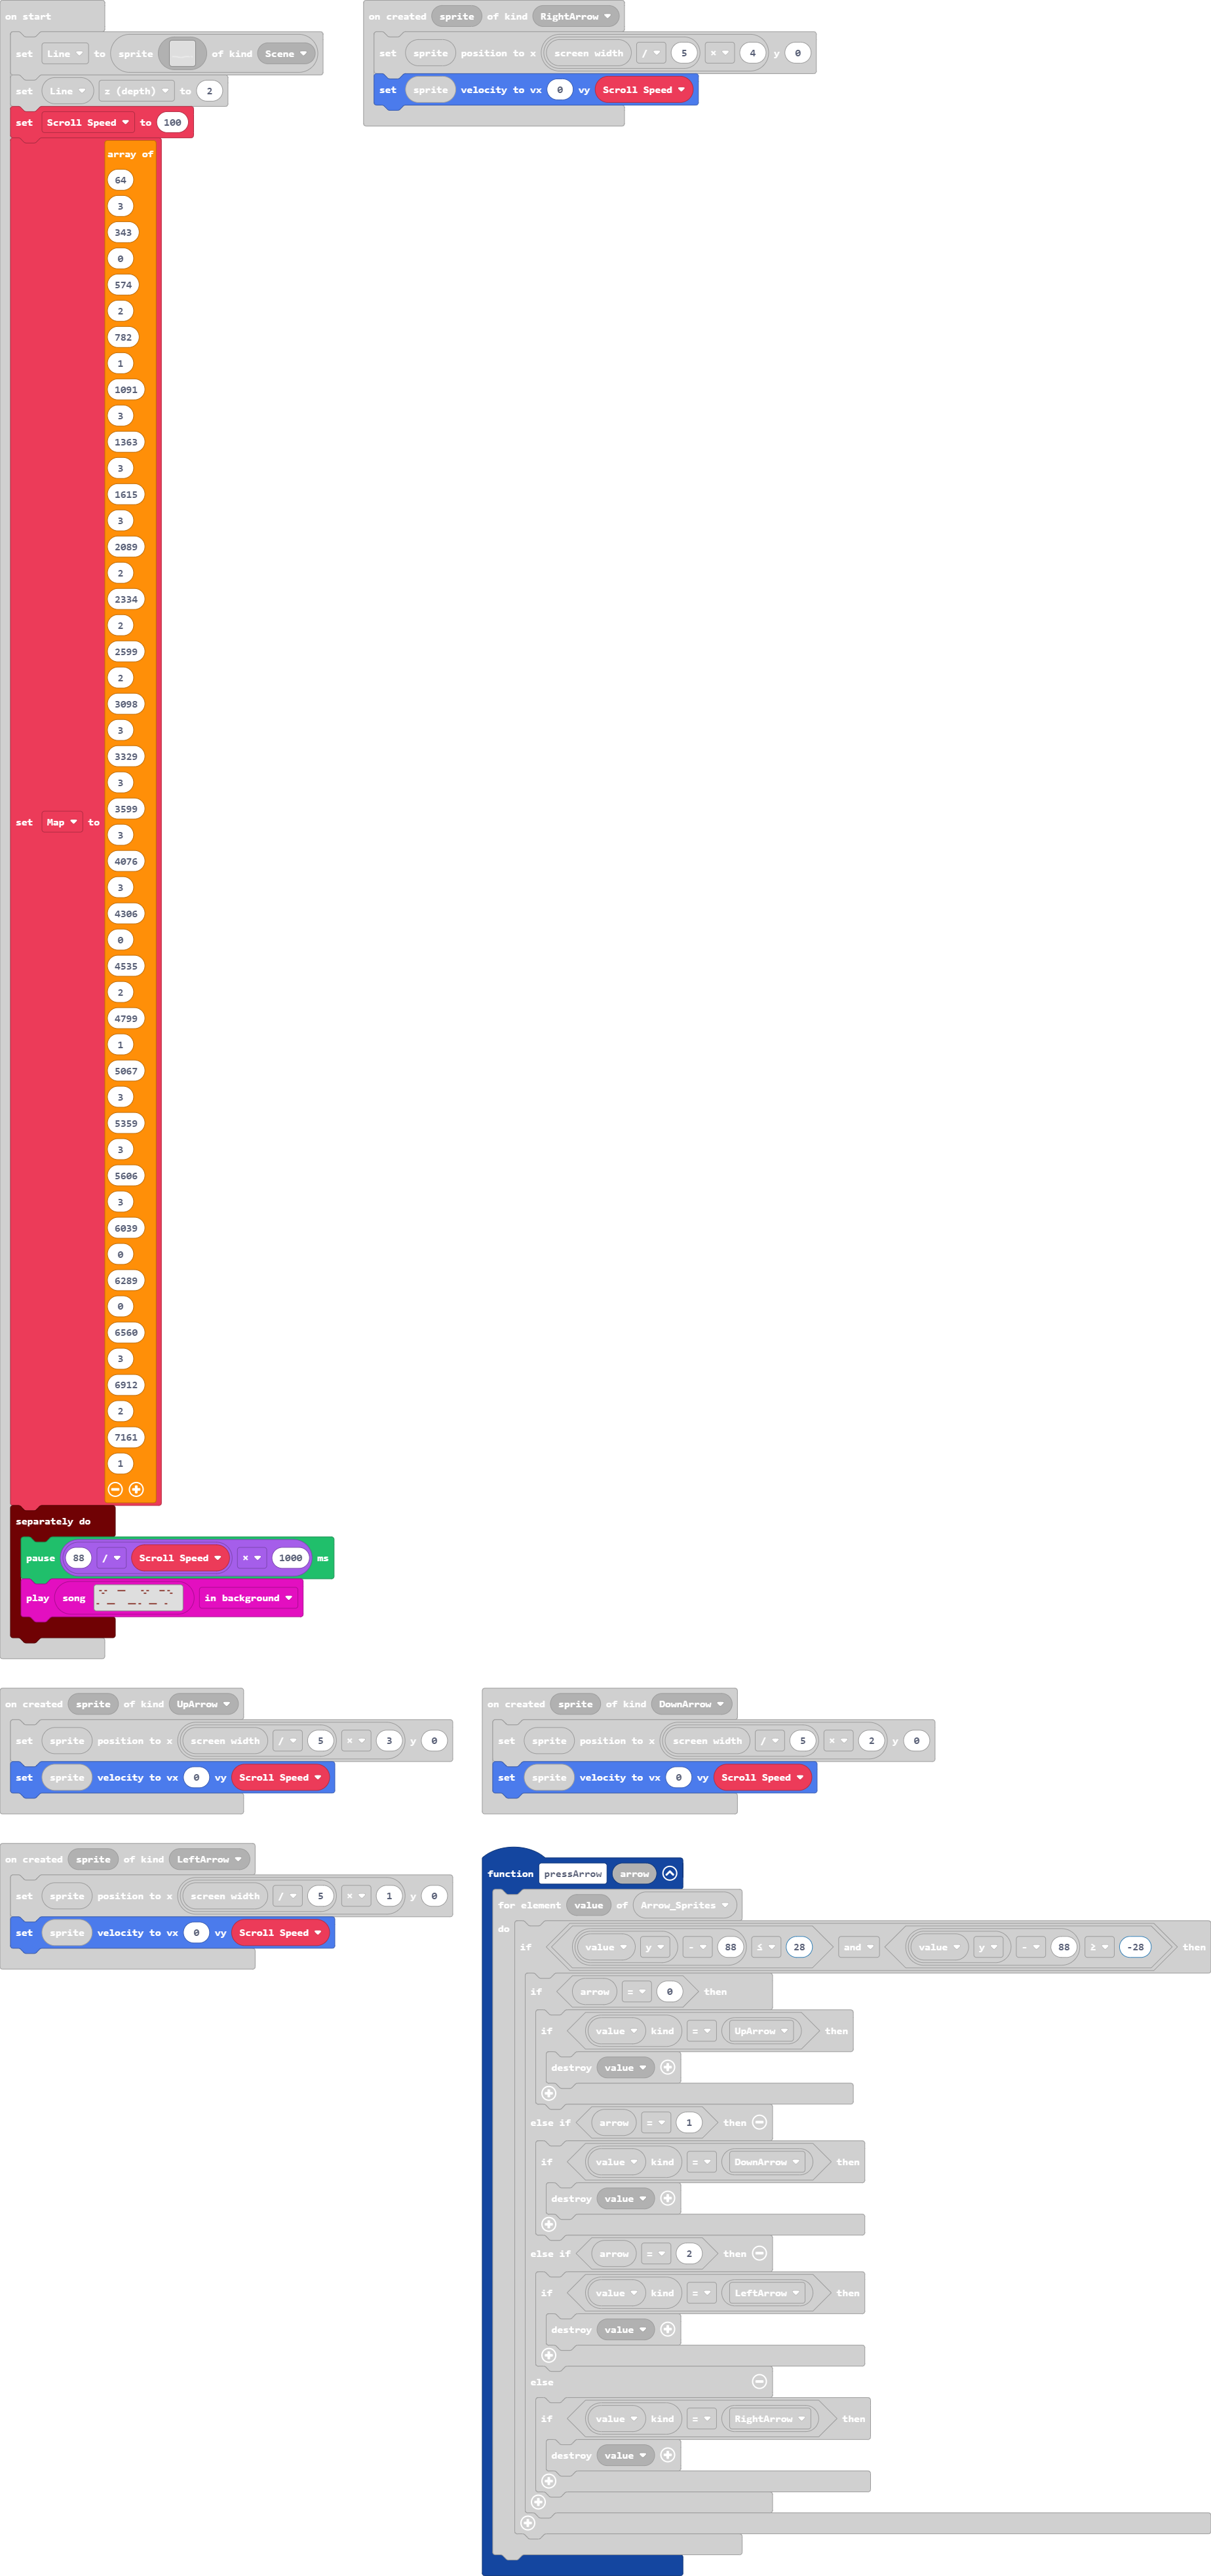 on start
set Line to sprite of kind Scene
set Line z (depth) to 2
set Scroll Speed to 100
set Map to array of
64
3
343
0
574
2
782
1
1091
3
1363
3
1615
3
2089
2
2334
2
2599
2
3098
3
3329
3
3599
3
4076
3
4306
0
4535
2
4799
1
5067
3
5359
3
5606
3
6039
0
6289
0
6560
3
6912
2
7161
1
separately do
pause 88 / Scroll Speed × 1000 ms
play song in background
on created sprite of kind RightArrow
set sprite position to x screen width / 5 × 4 y 0
set sprite velocity to vx 0 vy Scroll Speed
on created sprite of kind UpArrow
set sprite position to x screen width / 5 × 3 y 0
set sprite velocity to vx 0 vy Scroll Speed
on created sprite of kind DownArrow
set sprite position to x screen width / 5 × 2 y 0
set sprite velocity to vx 0 vy Scroll Speed
on created sprite of kind LeftArrow
set sprite position to x screen width / 5 × 1 y 0
set sprite velocity to vx 0 vy Scroll Speed
function pressArrow arrow
for element value of Arrow_Sprites
do
if value y - 88 ≤ 28 and value y - 88 ≥ -28 then
if arrow = 0 then
if value kind = UpArrow then
destroy value
else if arrow = 1 then
if value kind = DownArrow then
destroy value
else if arrow = 2 then
if value kind = LeftArrow then
destroy value
else
if value kind = RightArrow then
destroy value